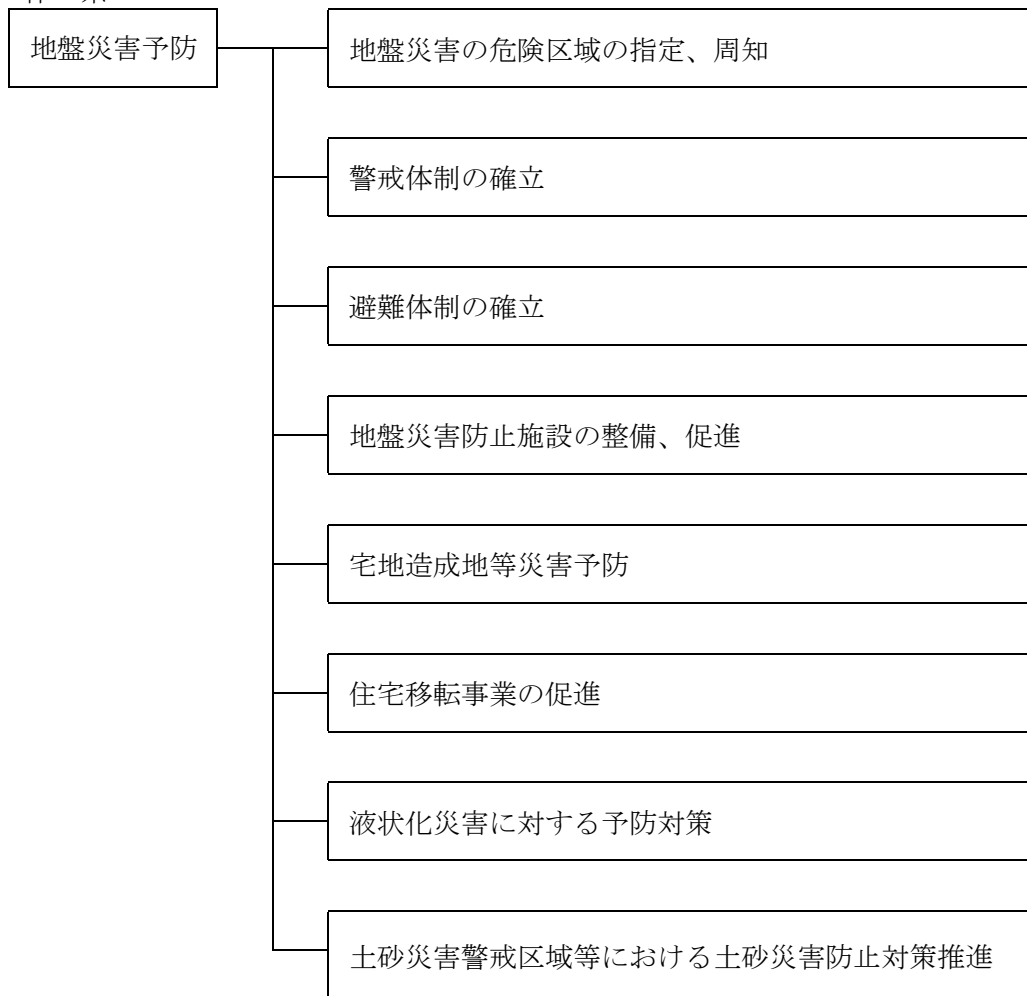 地盤災害予防
地盤災害の危険区域の指定、周知
警戒体制の確立
避難体制の確立
地盤災害防止施設の整備、促進
宅地造成地等災害予防
住宅移転事業の促進
液状化災害に対する予防対策
土砂災害警戒区域等における土砂災害防止対策推進